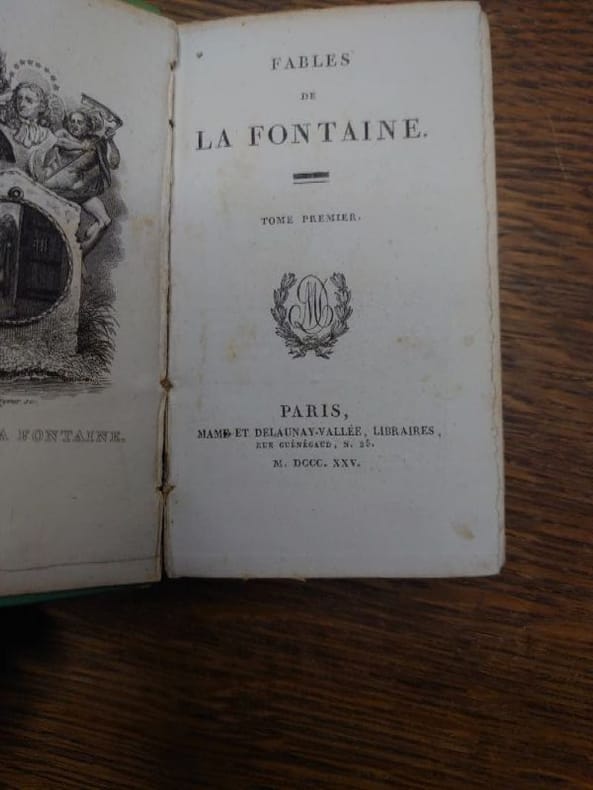 FABLES
DE
LA FONTAINE.
TOME PREMIER.
PARIS,
MAME ET DELAUNAY-VALLÉE, LIBRAIRES,
RUE GUÉNÉGAUD, N. 25.
M. DCCC. XXV.
A FONTAINE.